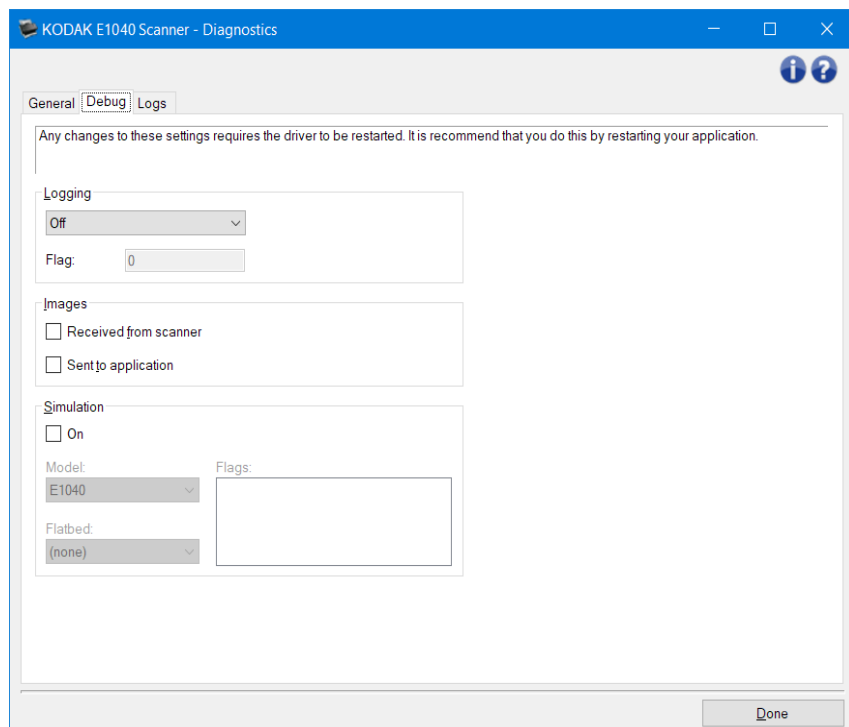 KODAK E1040 Scanner - Diagnostics
General Debug Logs
Any changes to these settings requires the driver to be restarted. It is recommend that you do this by restarting your application.
Logging
Off
Flag: 0
Images
Received from scanner
Sent to application
Simulation
On
Model: Flags:
E1040
Flatbed:
(none)
Done